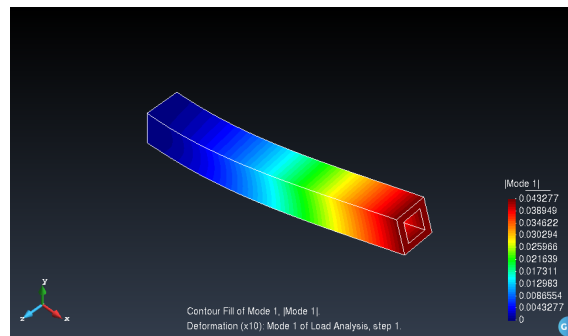 |Mode 1|
0.043277
0.038949
0.034622
0.030294
0.025966
0.021639
0.017311
0.012983
0.0086554
0.0043277
0
y
z
x
Contour Fill of Mode 1, |Mode 1|.
Deformation (x10): Mode 1 of Load Analysis, step 1.
G